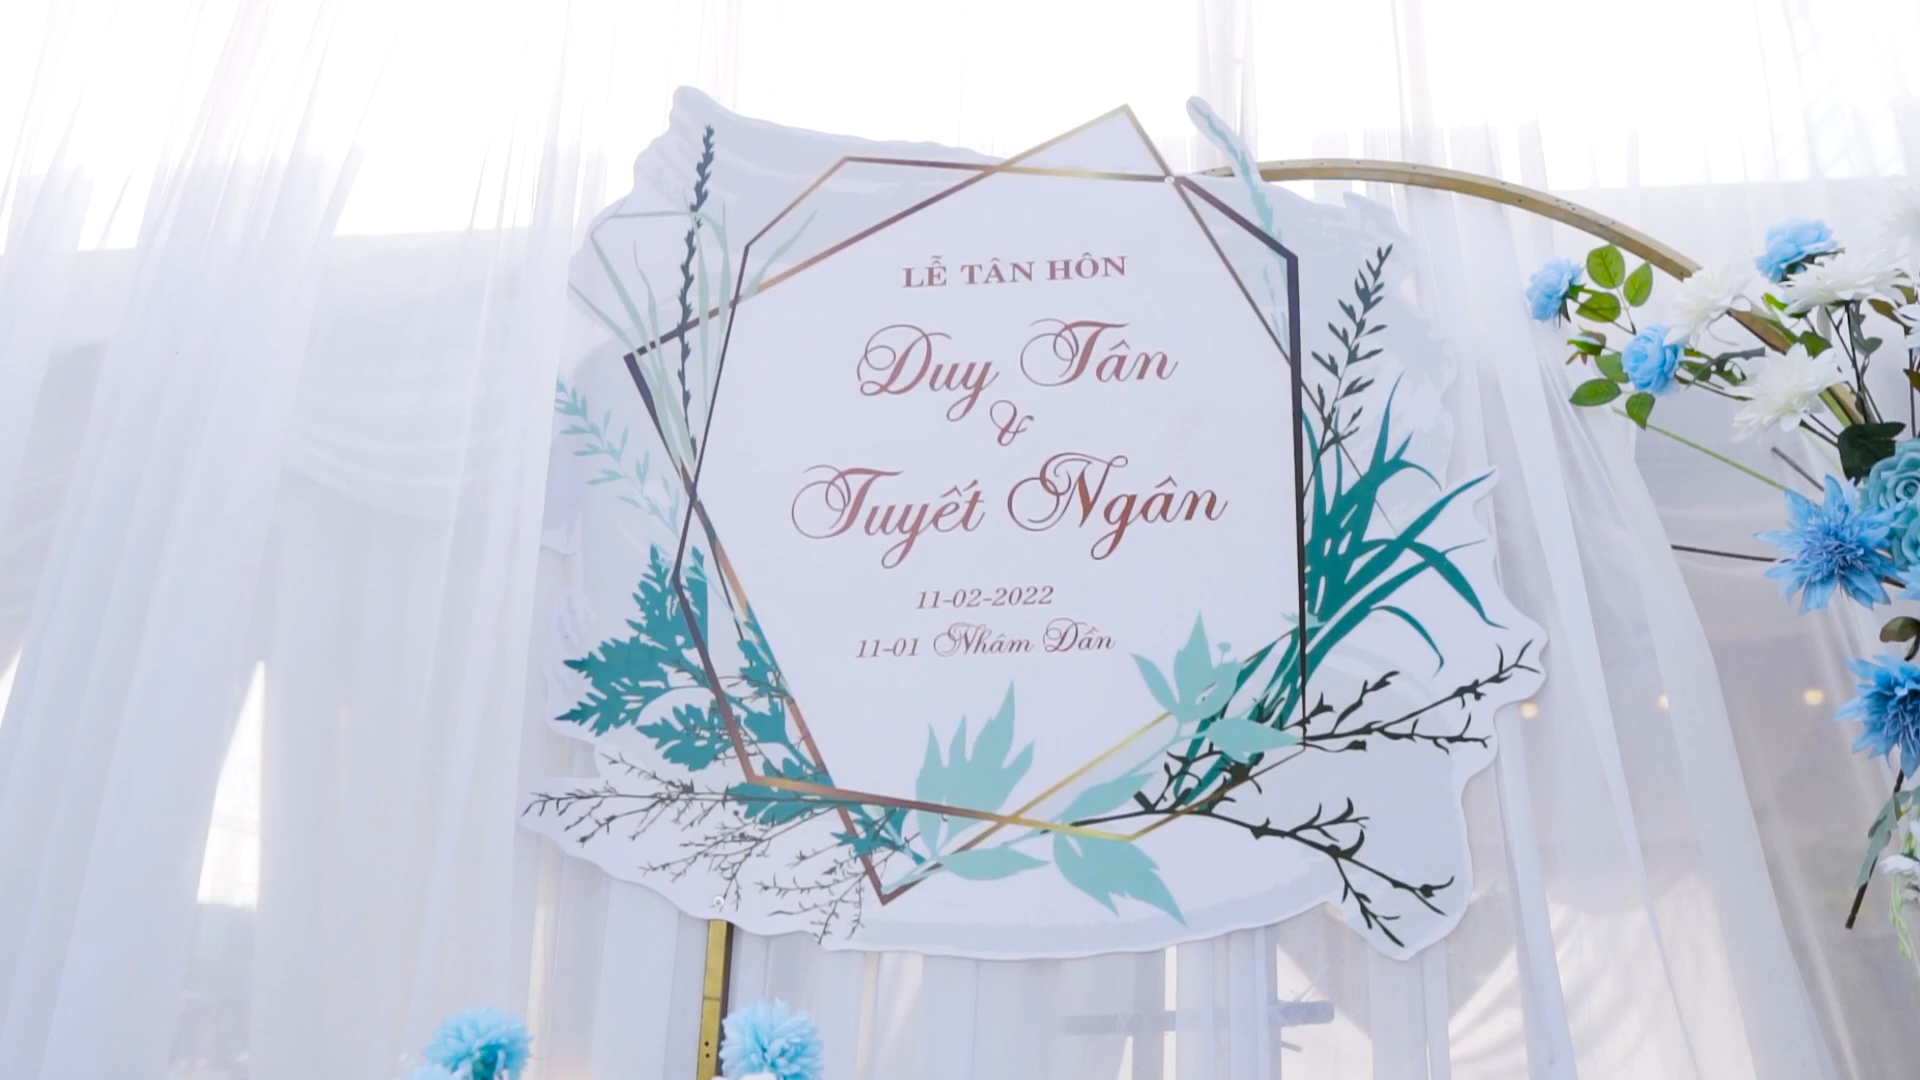 LỄ TÂN HÔN
Duy Tân
&
Tuyết Ngân
11-02-2022
11-01 Nhâm Dần